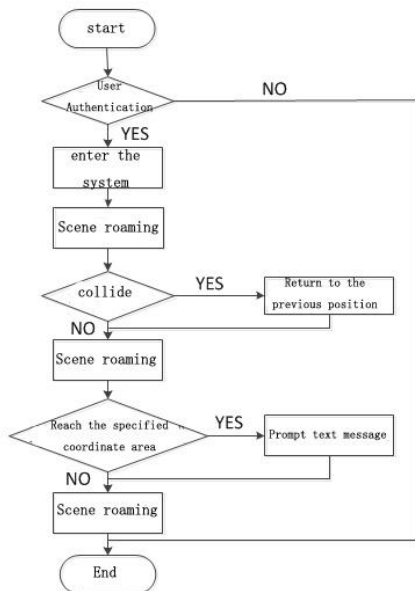 start
User
Authentication
NO
YES
enter the
system
Scene roaming
collide
YES
Return to the
previous position
NO
Scene roaming
Reach the specified
coordinate area
YES
Prompt text message
NO
Scene roaming
End